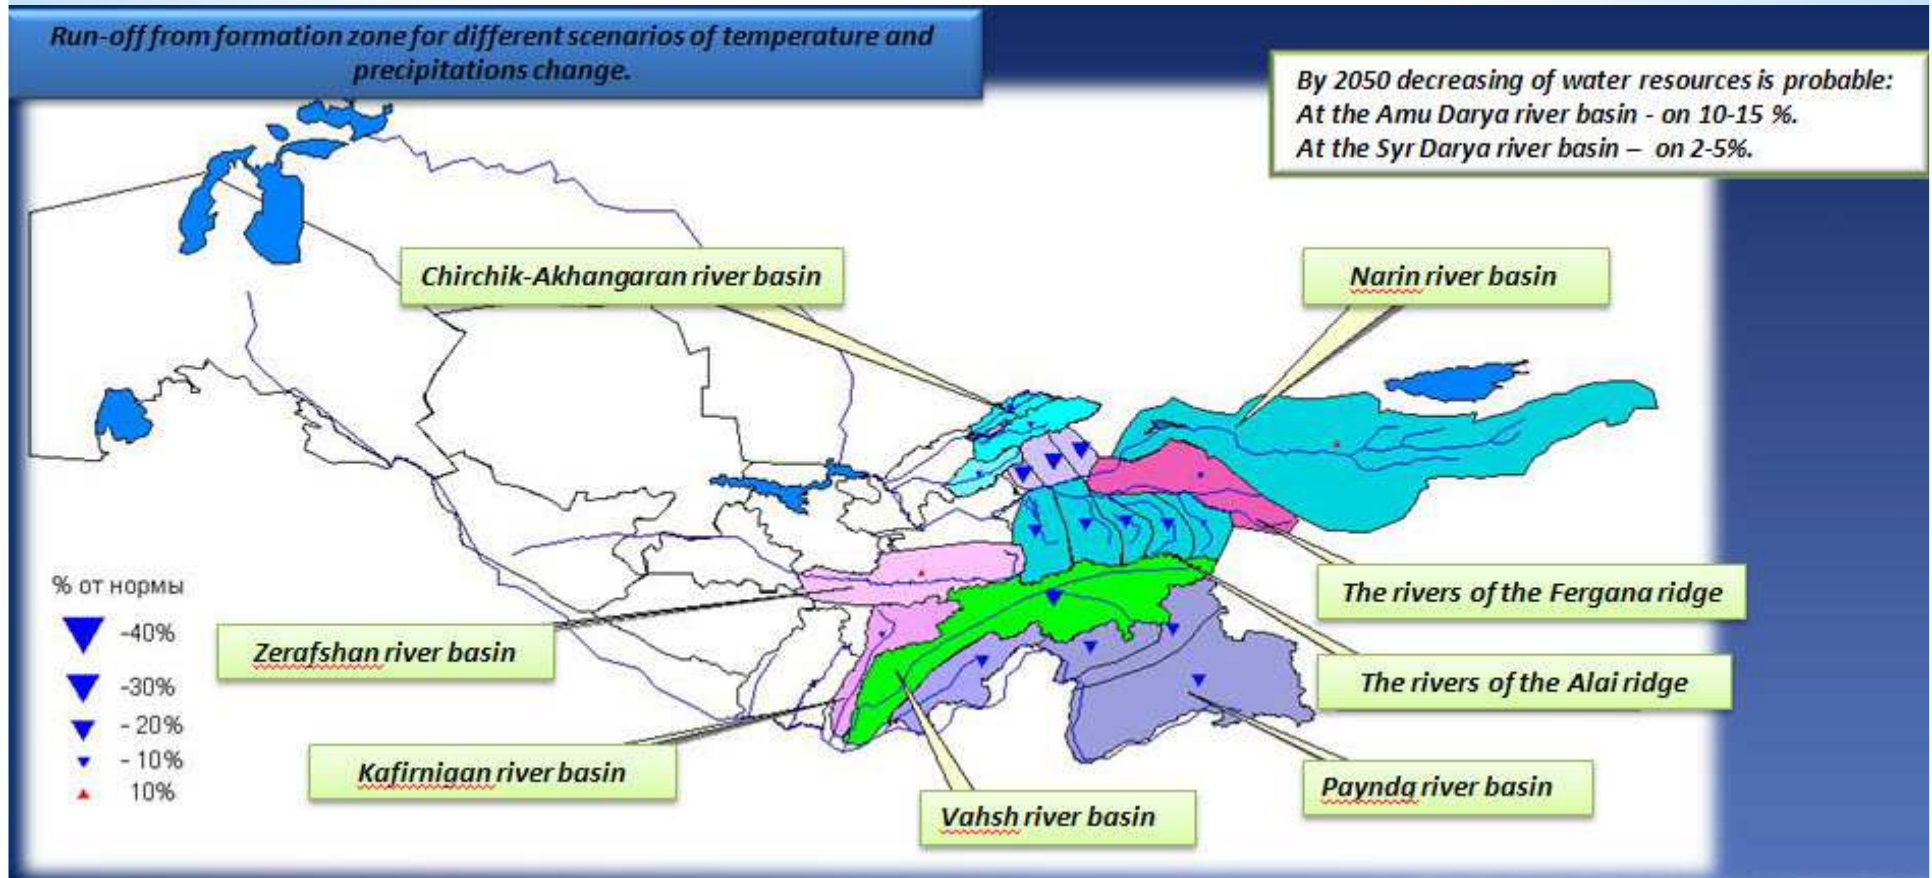 Run-off from formation zone for different scenarios of temperature and
precipitations change.
By 2050 decreasing of water resources is probable:
At the Amu Darya river basin - on 10-15 %.
At the Syr Darya river basin – on 2-5%.
Chirchik-Akhangaran river basin
Narin river basin
% от нормы
-40%
-30%
- 20%
- 10%
10%
The rivers of the Fergana ridge
Zerafshan river basin
The rivers of the Alai ridge
Kafirnigan river basin
Payndq river basin
Vahsh river basin